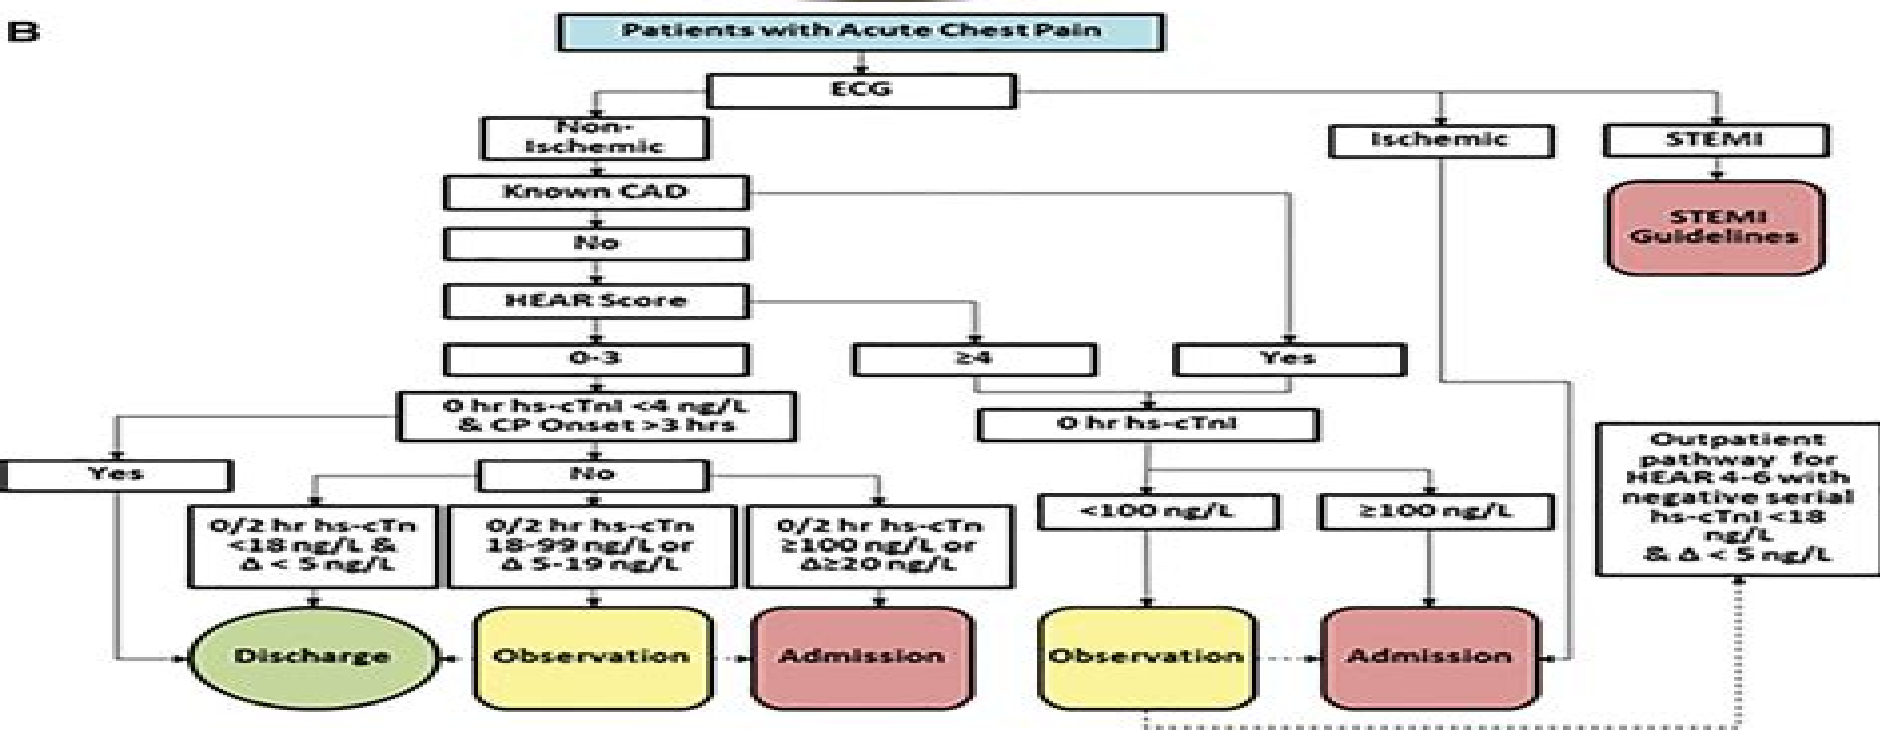 B
Patients with Acute Chest Pain
ECG
Non-
Ischemic
Ischemic
STEMI
Known CAD
STEMI
Guidelines
No
HEAR Score
0-3
≥4
Yes
0 hr hs-cTnI <4 ng/L
& CP Onset >3 hrs
0 hr hs-cTnI
Outpatient
pathway for
HEAR 4-6 with
negative serial
hs-cTnI <18
ng/L
& Δ < 5 ng/L
Yes
No
<100 ng/L
≥100 ng/L
0/2 hr hs-cTn
<18 ng/L &
Δ < 5 ng/L
0/2 hr hs-cTn
18-99 ng/L or
Δ 5-19 ng/L
0/2 hr hs-cTn
≥100 ng/L or
Δ≥20 ng/L
Discharge
Observation
Admission
Observation
Admission